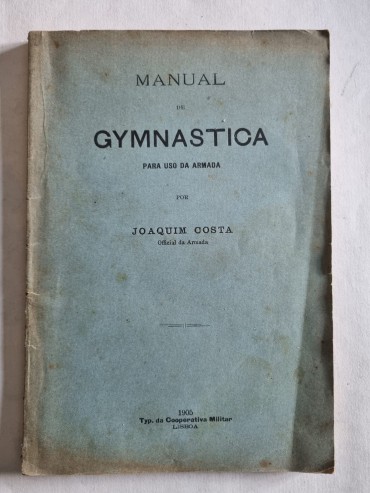 MANUAL
DE
GYMNASTICA
PARA USO DA ARMADA
POR
JOAQUIM COSTA
Official da Armada
1905
Typ. da Cooperativa Militar
LISBOA